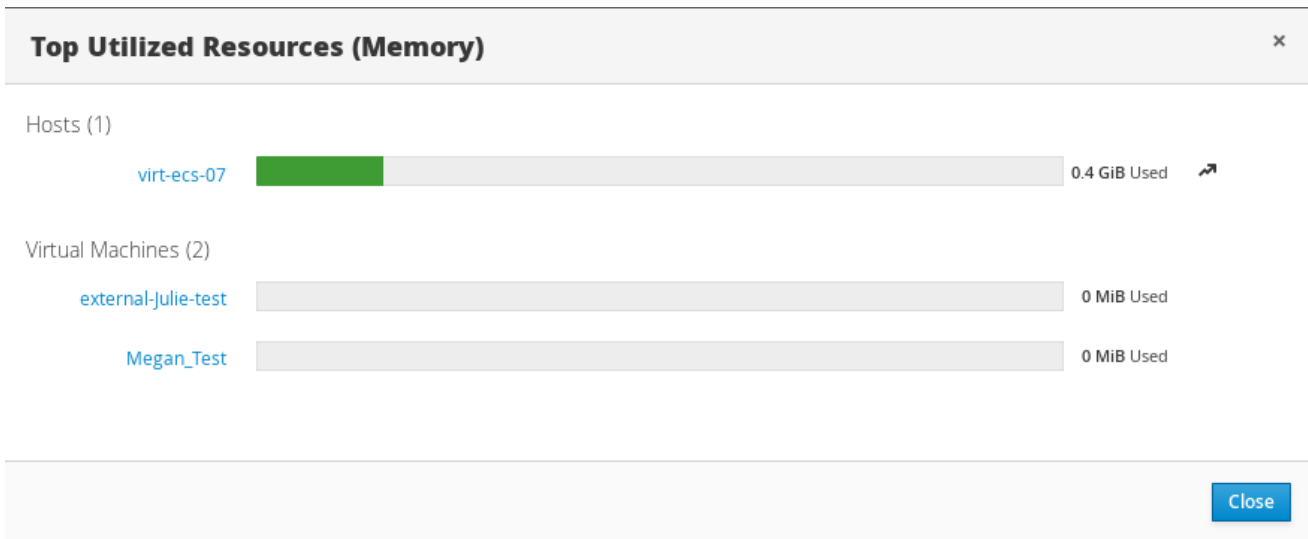 Top Utilized Resources (Memory) ×
Hosts (1)
virt-ecs-07 0.4 GiB Used
Virtual Machines (2)
external-Julie-test 0 MiB Used
Megan_Test 0 MiB Used
Close